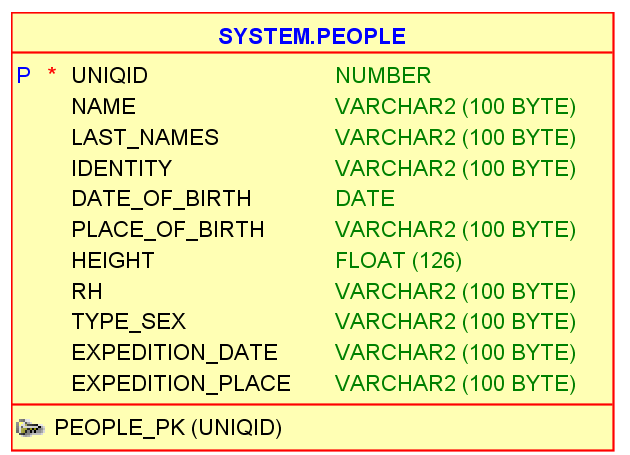 SYSTEM.PEOPLE
P * UNIQID NUMBER
NAME VARCHAR2 (100 BYTE)
LAST_NAMES VARCHAR2 (100 BYTE)
IDENTITY VARCHAR2 (100 BYTE)
DATE_OF_BIRTH DATE
PLACE_OF_BIRTH VARCHAR2 (100 BYTE)
HEIGHT FLOAT (126)
RH VARCHAR2 (100 BYTE)
TYPE_SEX VARCHAR2 (100 BYTE)
EXPEDITION_DATE VARCHAR2 (100 BYTE)
EXPEDITION_PLACE VARCHAR2 (100 BYTE)
PEOPLE_PK (UNIQID)